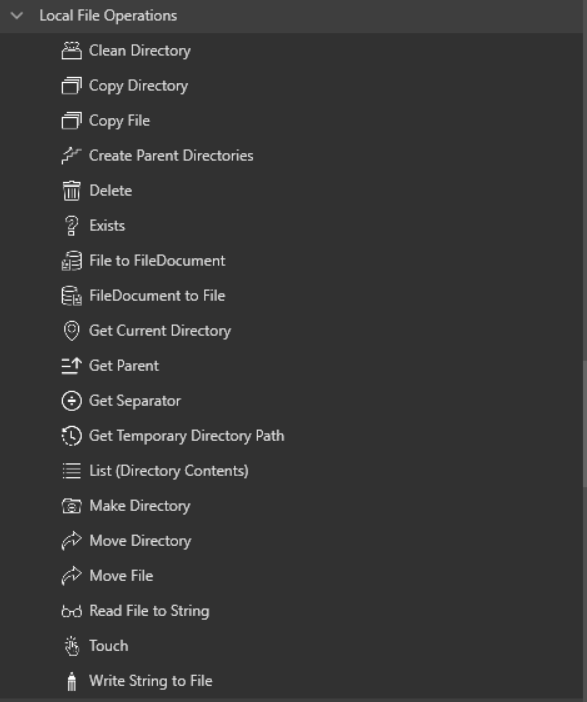 Local File Operations
Clean Directory
Copy Directory
Copy File
Create Parent Directories
Delete
Exists
File to FileDocument
FileDocument to File
Get Current Directory
Get Parent
Get Separator
Get Temporary Directory Path
List (Directory Contents)
Make Directory
Move Directory
Move File
Read File to String
Touch
Write String to File